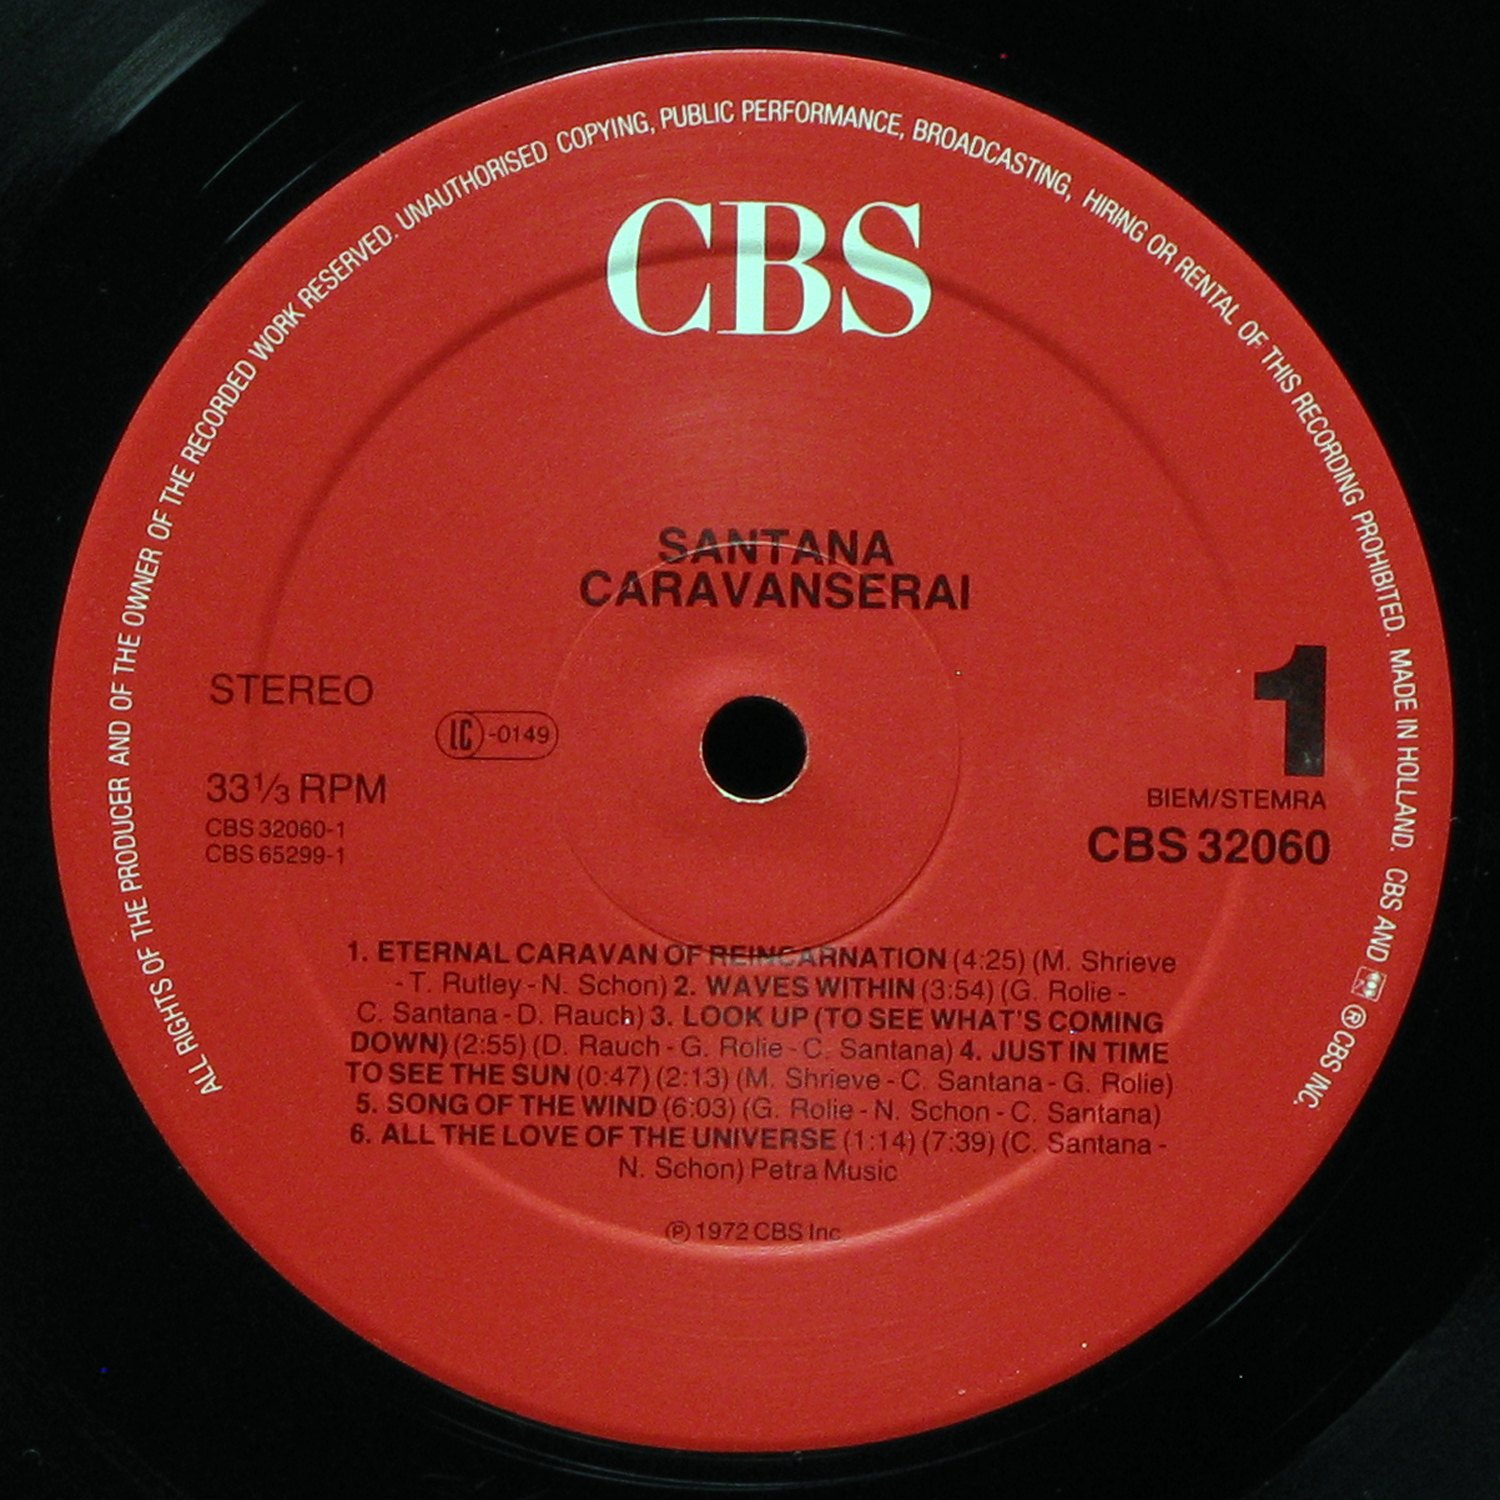 ALL RIGHTS OF THE PRODUCER AND OF THE OWNER OF THE RECORDED WORK RESERVED. UNAUTHORISED COPYING, PUBLIC PERFORMANCE, BROADCASTING, HIRING OR RENTAL OF THIS RECORDING PROHIBITED. MADE IN HOLLAND. CBS AND ® CBS INC.
CBS
SANTANA
CARAVANSERAI
STEREO
LC-0149
33⅓ RPM
CBS 32060-1
CBS 65299-1
1
BIEM/STEMRA
CBS 32060
1. ETERNAL CARAVAN OF REINCARNATION (4:25) (M. Shrieve
- T. Rutley - N. Schon) 2. WAVES WITHIN (3:54) (G. Rolie -
C. Santana - D. Rauch) 3. LOOK UP (TO SEE WHAT'S COMING
DOWN) (2:55) (D. Rauch - G. Rolie - C. Santana) 4. JUST IN TIME
TO SEE THE SUN (0:47) (2:13) (M. Shrieve - C. Santana - G. Rolie)
5. SONG OF THE WIND (6:03) (G. Rolie - N. Schon - C. Santana)
6. ALL THE LOVE OF THE UNIVERSE (1:14) (7:39) (C. Santana -
N. Schon) Petra Music
℗ 1972 CBS Inc